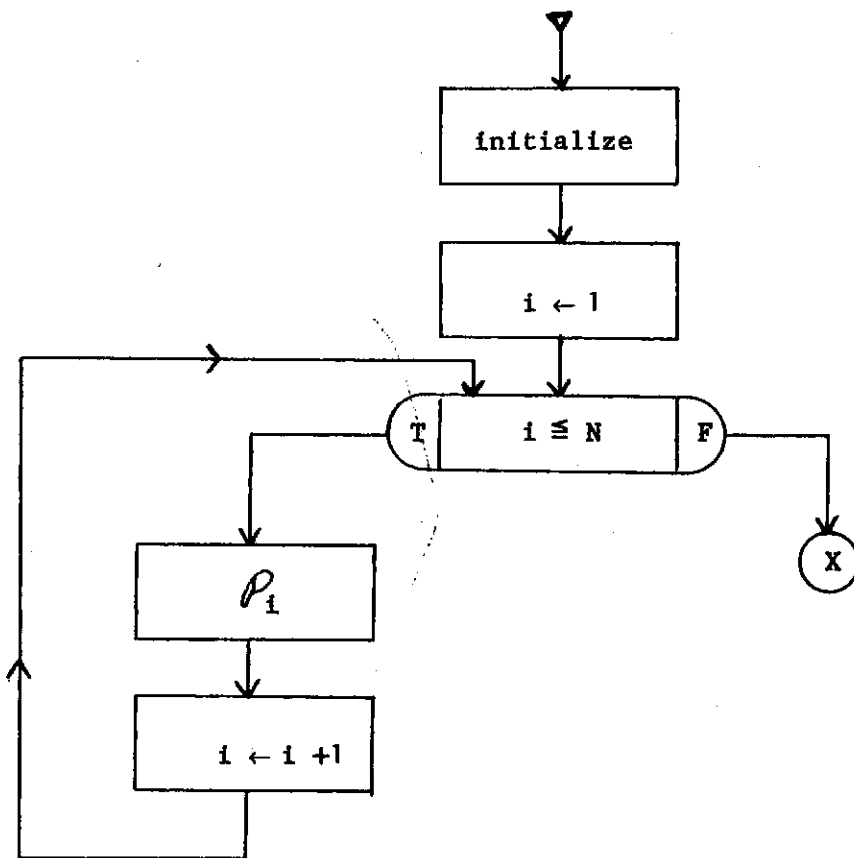 initialize
i ← 1
T i ≦ N F
X
𝒫i
i ← i +1